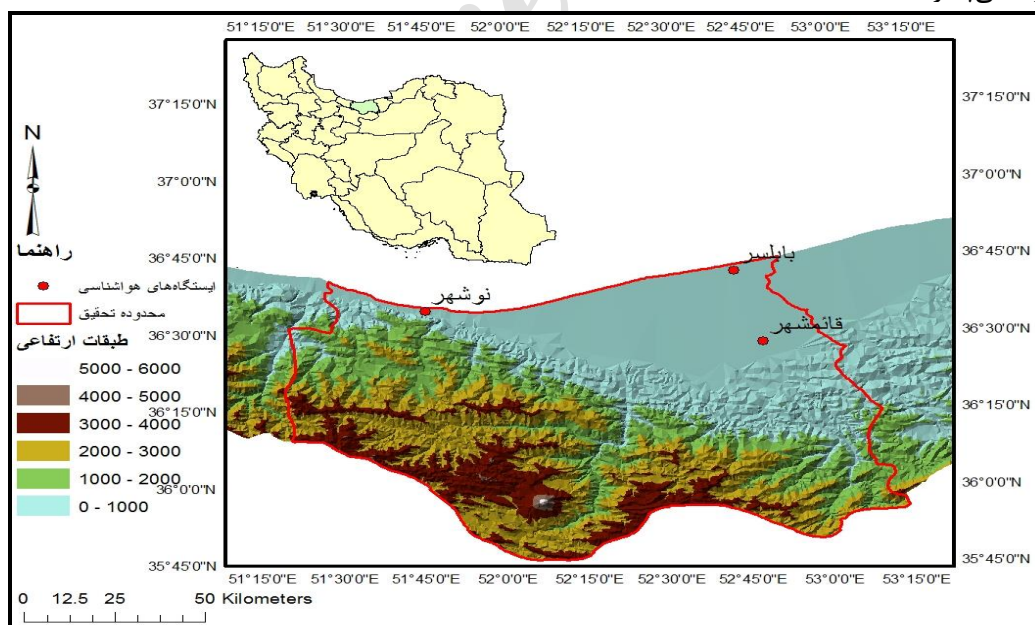 51°15'0"E 51°30'0"E 51°45'0"E 52°0'0"E 52°15'0"E 52°30'0"E 52°45'0"E 53°0'0"E 53°15'0"E
37°15'0"N 37°15'0"N
N
37°0'0"N 37°0'0"N
راهنما
36°45'0"N بابلسر 36°45'0"N
ایستگاه‌های هواشناسی
نوشهر
محدوده تحقیق
قائمشهر
36°30'0"N 36°30'0"N
طبقات ارتفاعی
5000 - 6000
4000 - 5000
36°15'0"N 36°15'0"N
3000 - 4000
2000 - 3000
1000 - 2000
36°0'0"N 36°0'0"N
0 - 1000
35°45'0"N 35°45'0"N
51°15'0"E 51°30'0"E 51°45'0"E 52°0'0"E 52°15'0"E 52°30'0"E 52°45'0"E 53°0'0"E 53°15'0"E
0 12.5 25 50 Kilometers